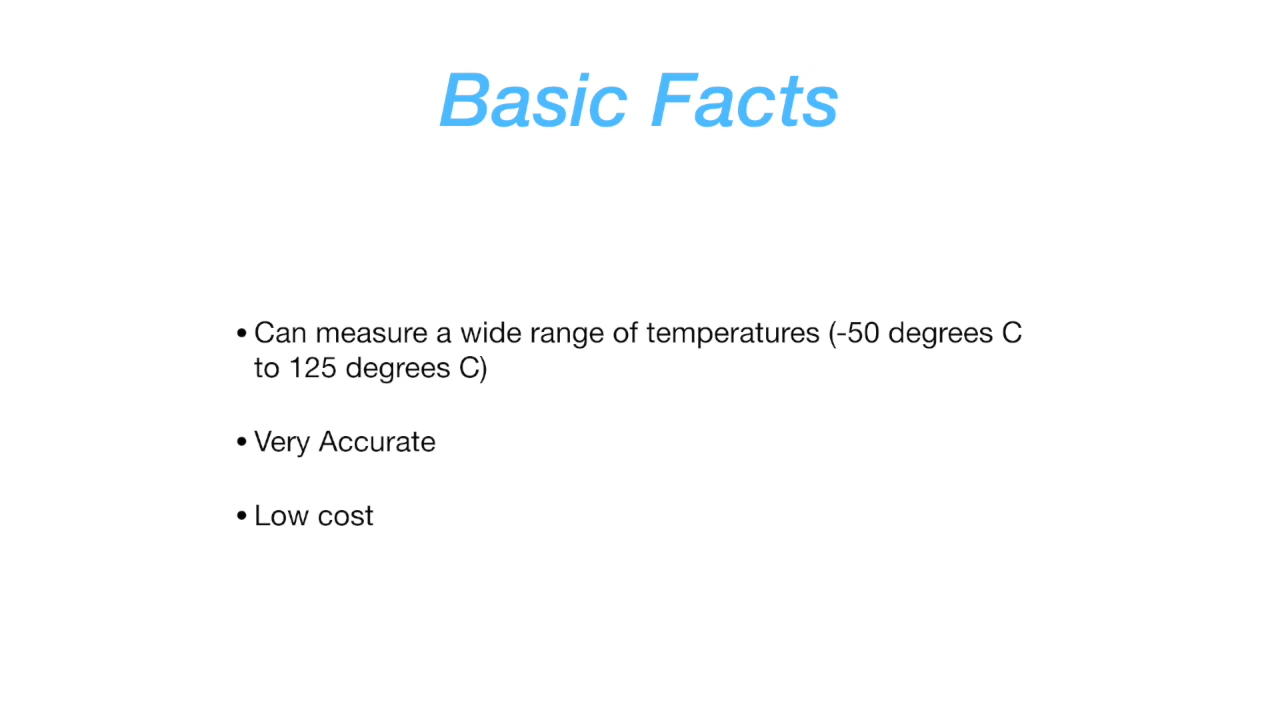 Basic Facts
• Can measure a wide range of temperatures (-50 degrees C
to 125 degrees C)
• Very Accurate
• Low cost